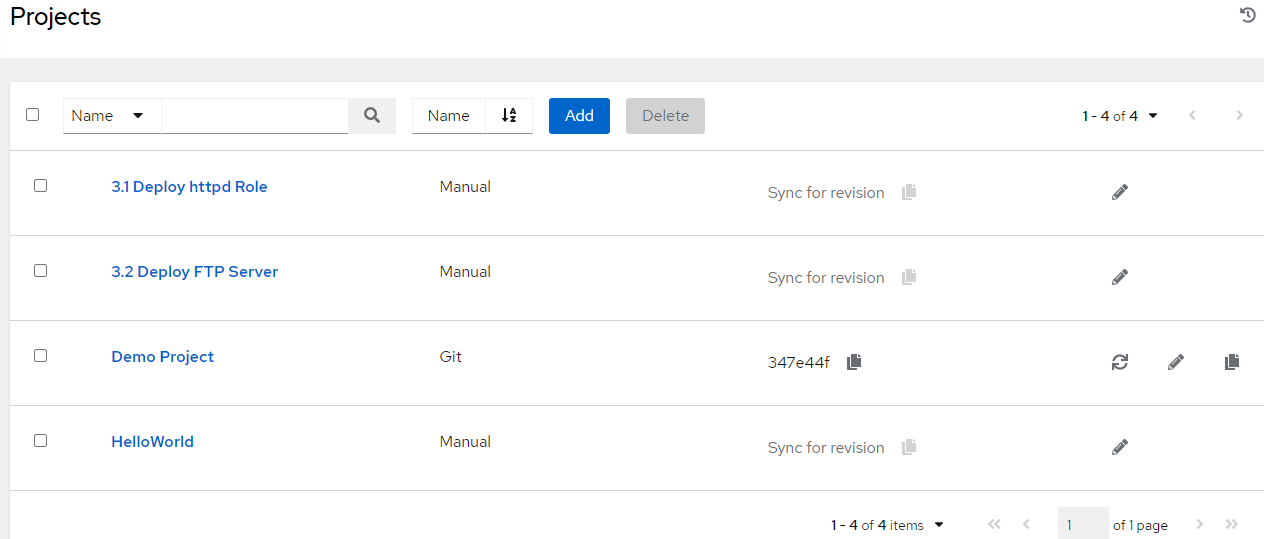 Projects
Name Name Add Delete 1 - 4 of 4
3.1 Deploy httpd Role Manual Sync for revision
3.2 Deploy FTP Server Manual Sync for revision
Demo Project Git 347e44f
HelloWorld Manual Sync for revision
1 - 4 of 4 items 1 of 1 page